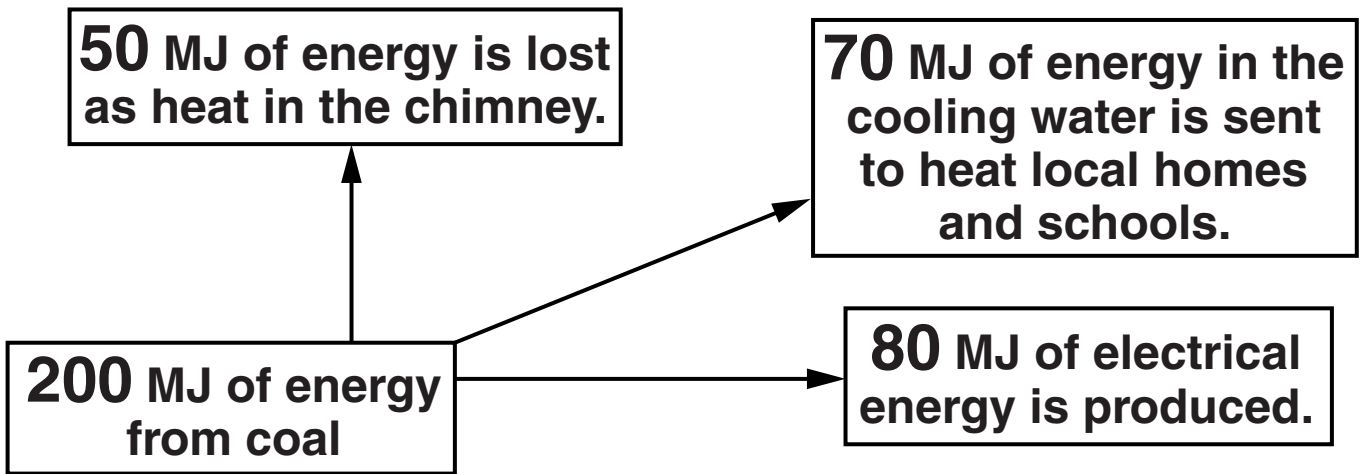 50 MJ of energy is lost
as heat in the chimney.
70 MJ of energy in the
cooling water is sent
to heat local homes
and schools.
200 MJ of energy
from coal
80 MJ of electrical
energy is produced.